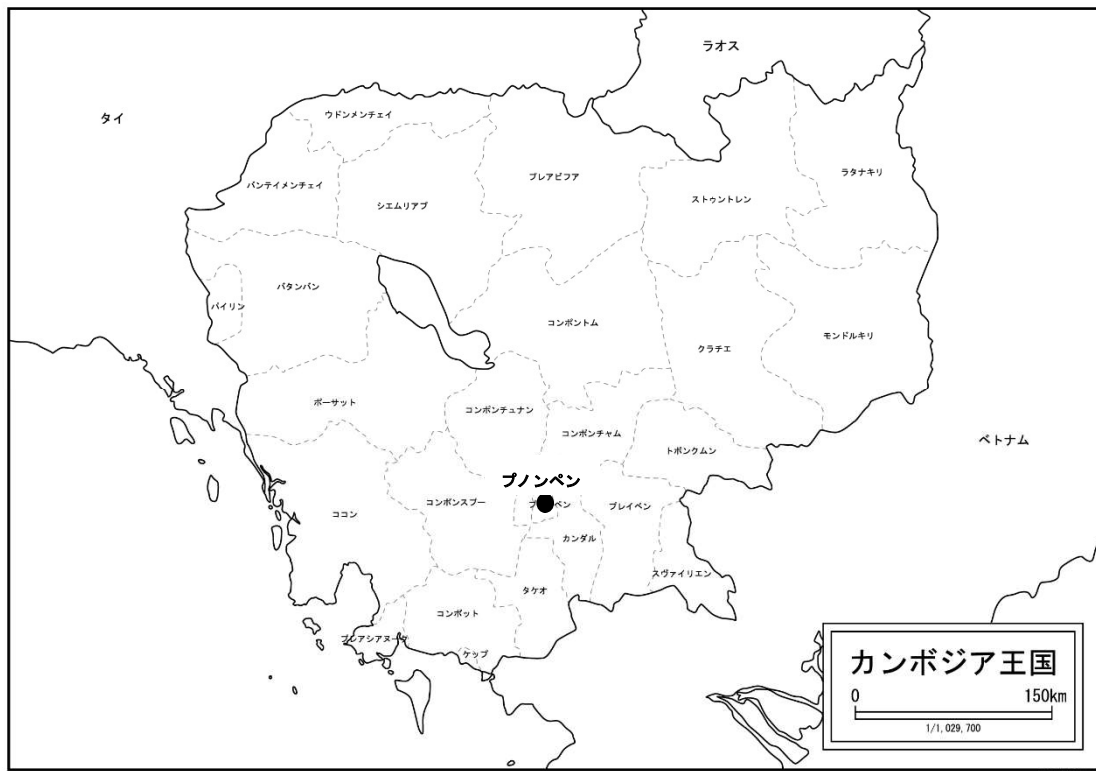 ラオス
タイ
ウドンメンチェイ
バンテイメンチェイ
シエムリアプ
プレアビフア
ストゥントレン
ラタナキリ
バタンバン
パイリン
コンポントム
クラチエ
モンドルキリ
ポーサット
コンポンチュナン
コンポンチャム
トボンクムン
ベトナム
プノンペン
コンポンスプー
プレイベン
ココン
カンダル
スヴァイリエン
タケオ
コンポット
プレアシアヌーク
ケップ
カンボジア王国
0 150km
1/1,029,700